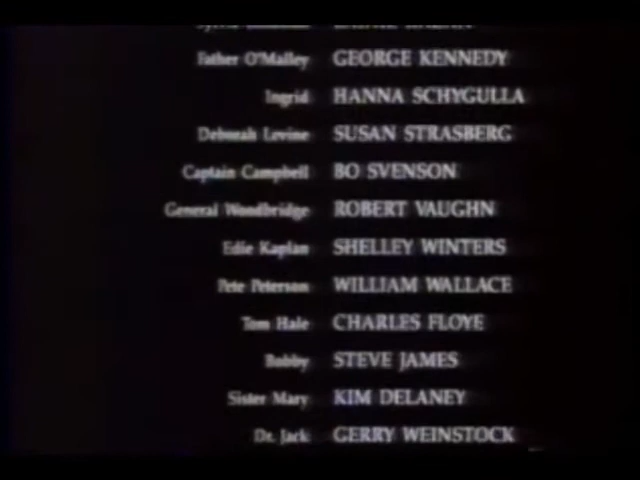 Father O'Malley GEORGE KENNEDY
Ingrid HANNA SCHYGULLA
Deborah Levine SUSAN STRASBERG
Captain Campbell BO SVENSON
General Woodbridge ROBERT VAUGHN
Edie Kaplan SHELLEY WINTERS
Pete Peterson WILLIAM WALLACE
Tom Hale CHARLES FLOYE
Bobby STEVE JAMES
Sister Mary KIM DELANEY
Dr. Jack GERRY WEINSTOCK